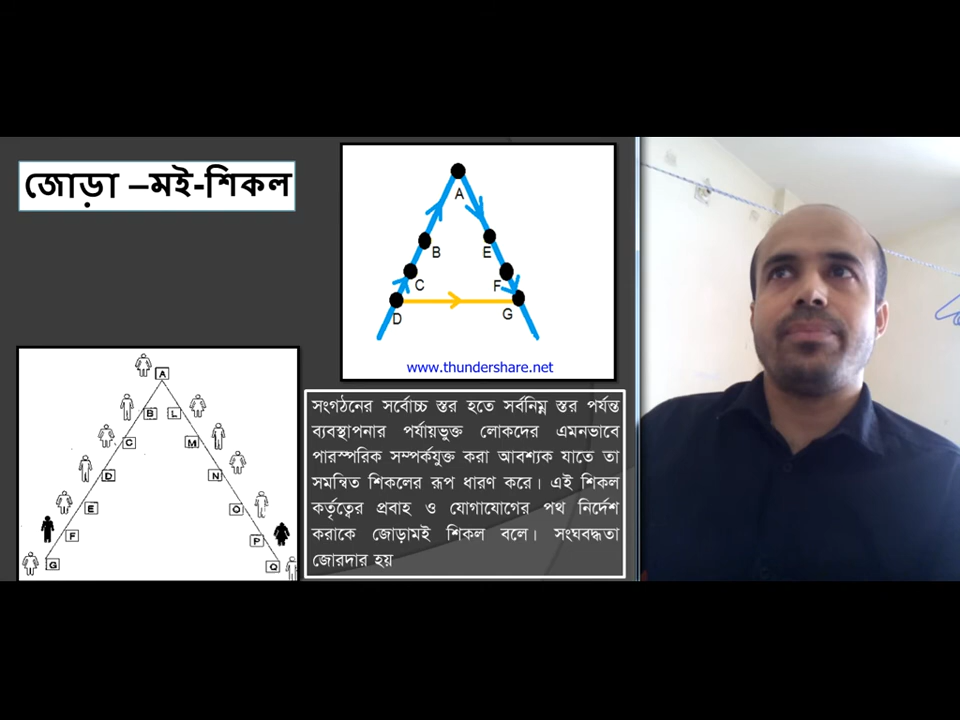 জোড়া –মই-শিকল
A
B
E
C
F
D
G
www.thundershare.net
A
B L
C M
D N
E O
F P
G Q
সংগঠনের সর্বোচ্চ স্তর হতে সর্বনিম্ন স্তর পর্যন্ত
ব্যবস্থাপনার পর্যায়ভুক্ত লোকদের এমনভাবে
পারস্পরিক সম্পর্কযুক্ত করা আবশ্যক যাতে তা
সমন্বিত শিকলের রূপ ধারণ করে। এই শিকল
কর্তৃত্বের প্রবাহ ও যোগাযোগের পথ নির্দেশ
করাকে জোড়ামই শিকল বলে। সংঘবদ্ধতা
জোরদার হয়